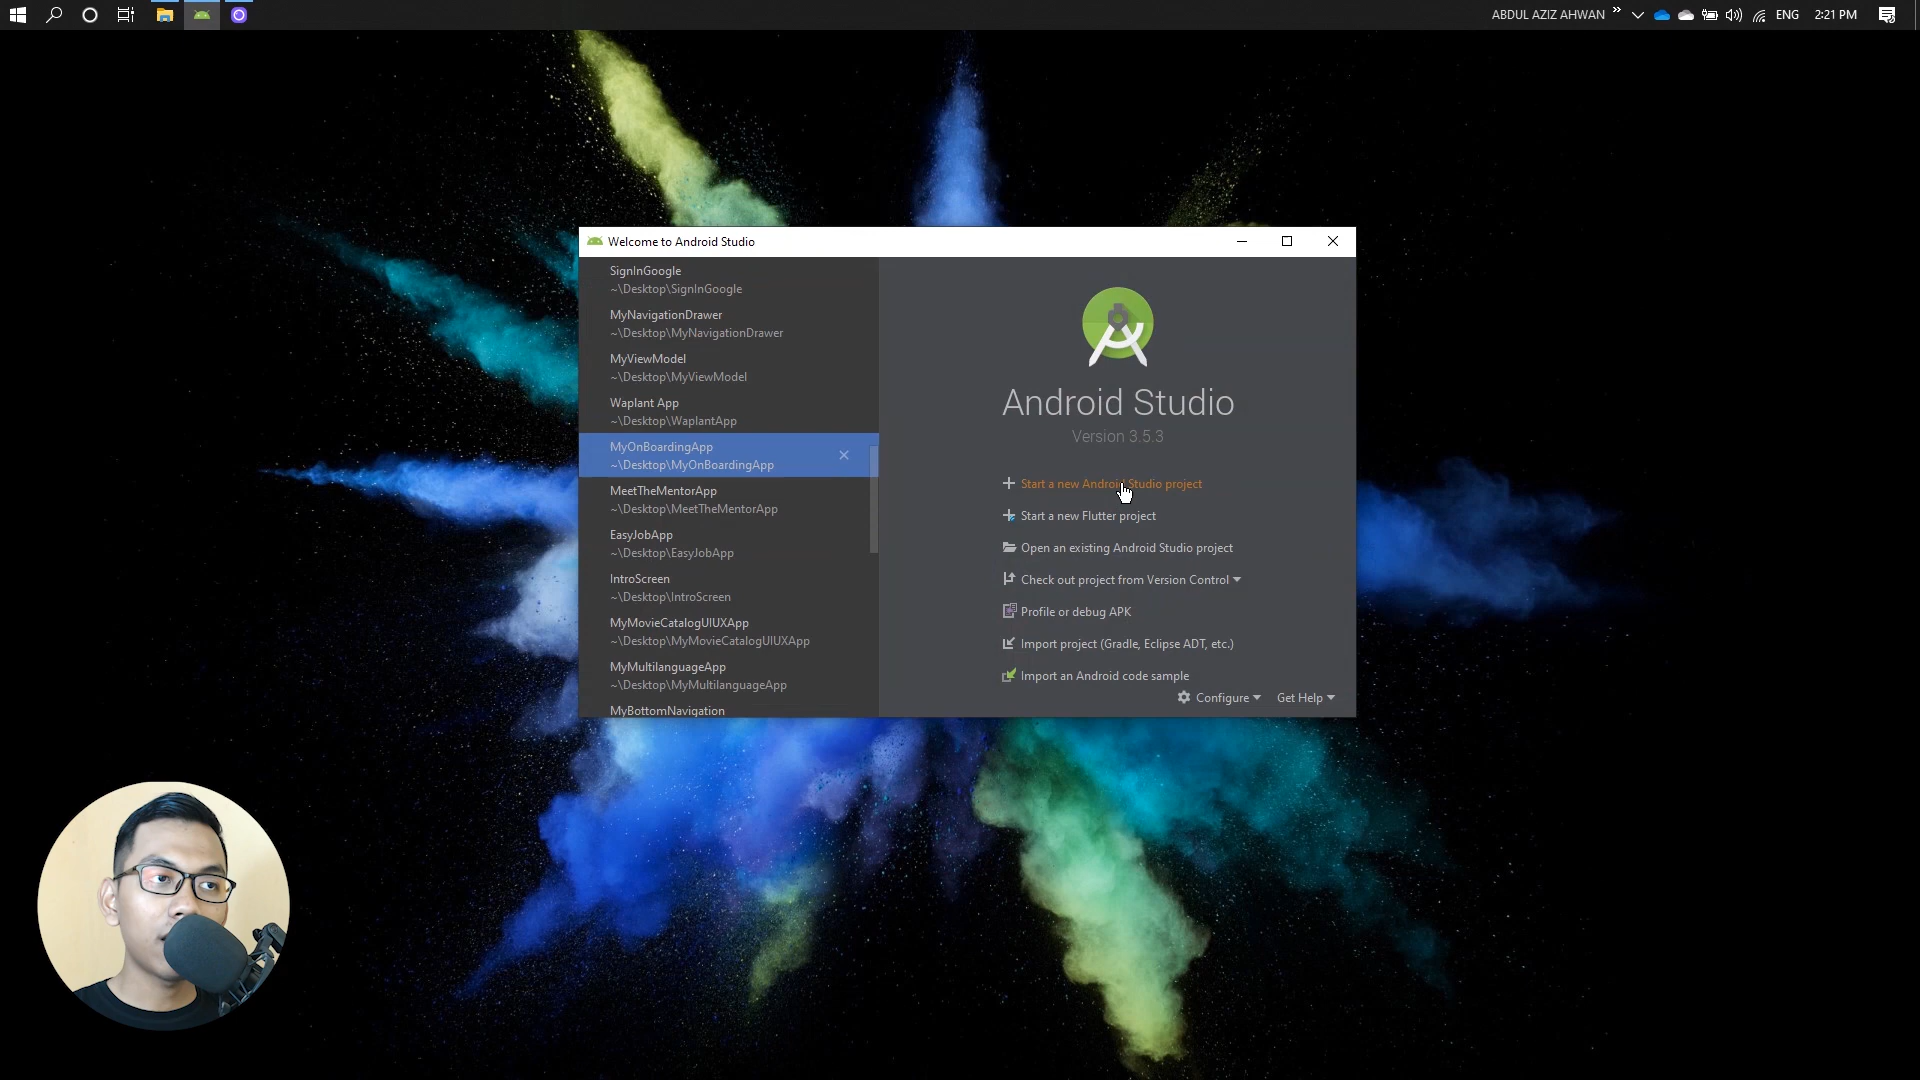 ABDUL AZIZ AHWAN
ENG
2:21 PM
Welcome to Android Studio
SignInGoogle
~\Desktop\SignInGoogle
MyNavigationDrawer
~\Desktop\MyNavigationDrawer
MyViewModel
~\Desktop\MyViewModel
Waplant App
~\Desktop\WaplantApp
MyOnBoardingApp
~\Desktop\MyOnBoardingApp
MeetTheMentorApp
~\Desktop\MeetTheMentorApp
EasyJobApp
~\Desktop\EasyJobApp
IntroScreen
~\Desktop\IntroScreen
MyMovieCatalogUIUXApp
~\Desktop\MyMovieCatalogUIUXApp
MyMultilanguageApp
~\Desktop\MyMultilanguageApp
MyBottomNavigation
Android Studio
Version 3.5.3
Start a new Android Studio project
Start a new Flutter project
Open an existing Android Studio project
Check out project from Version Control
Profile or debug APK
Import project (Gradle, Eclipse ADT, etc.)
Import an Android code sample
Configure
Get Help